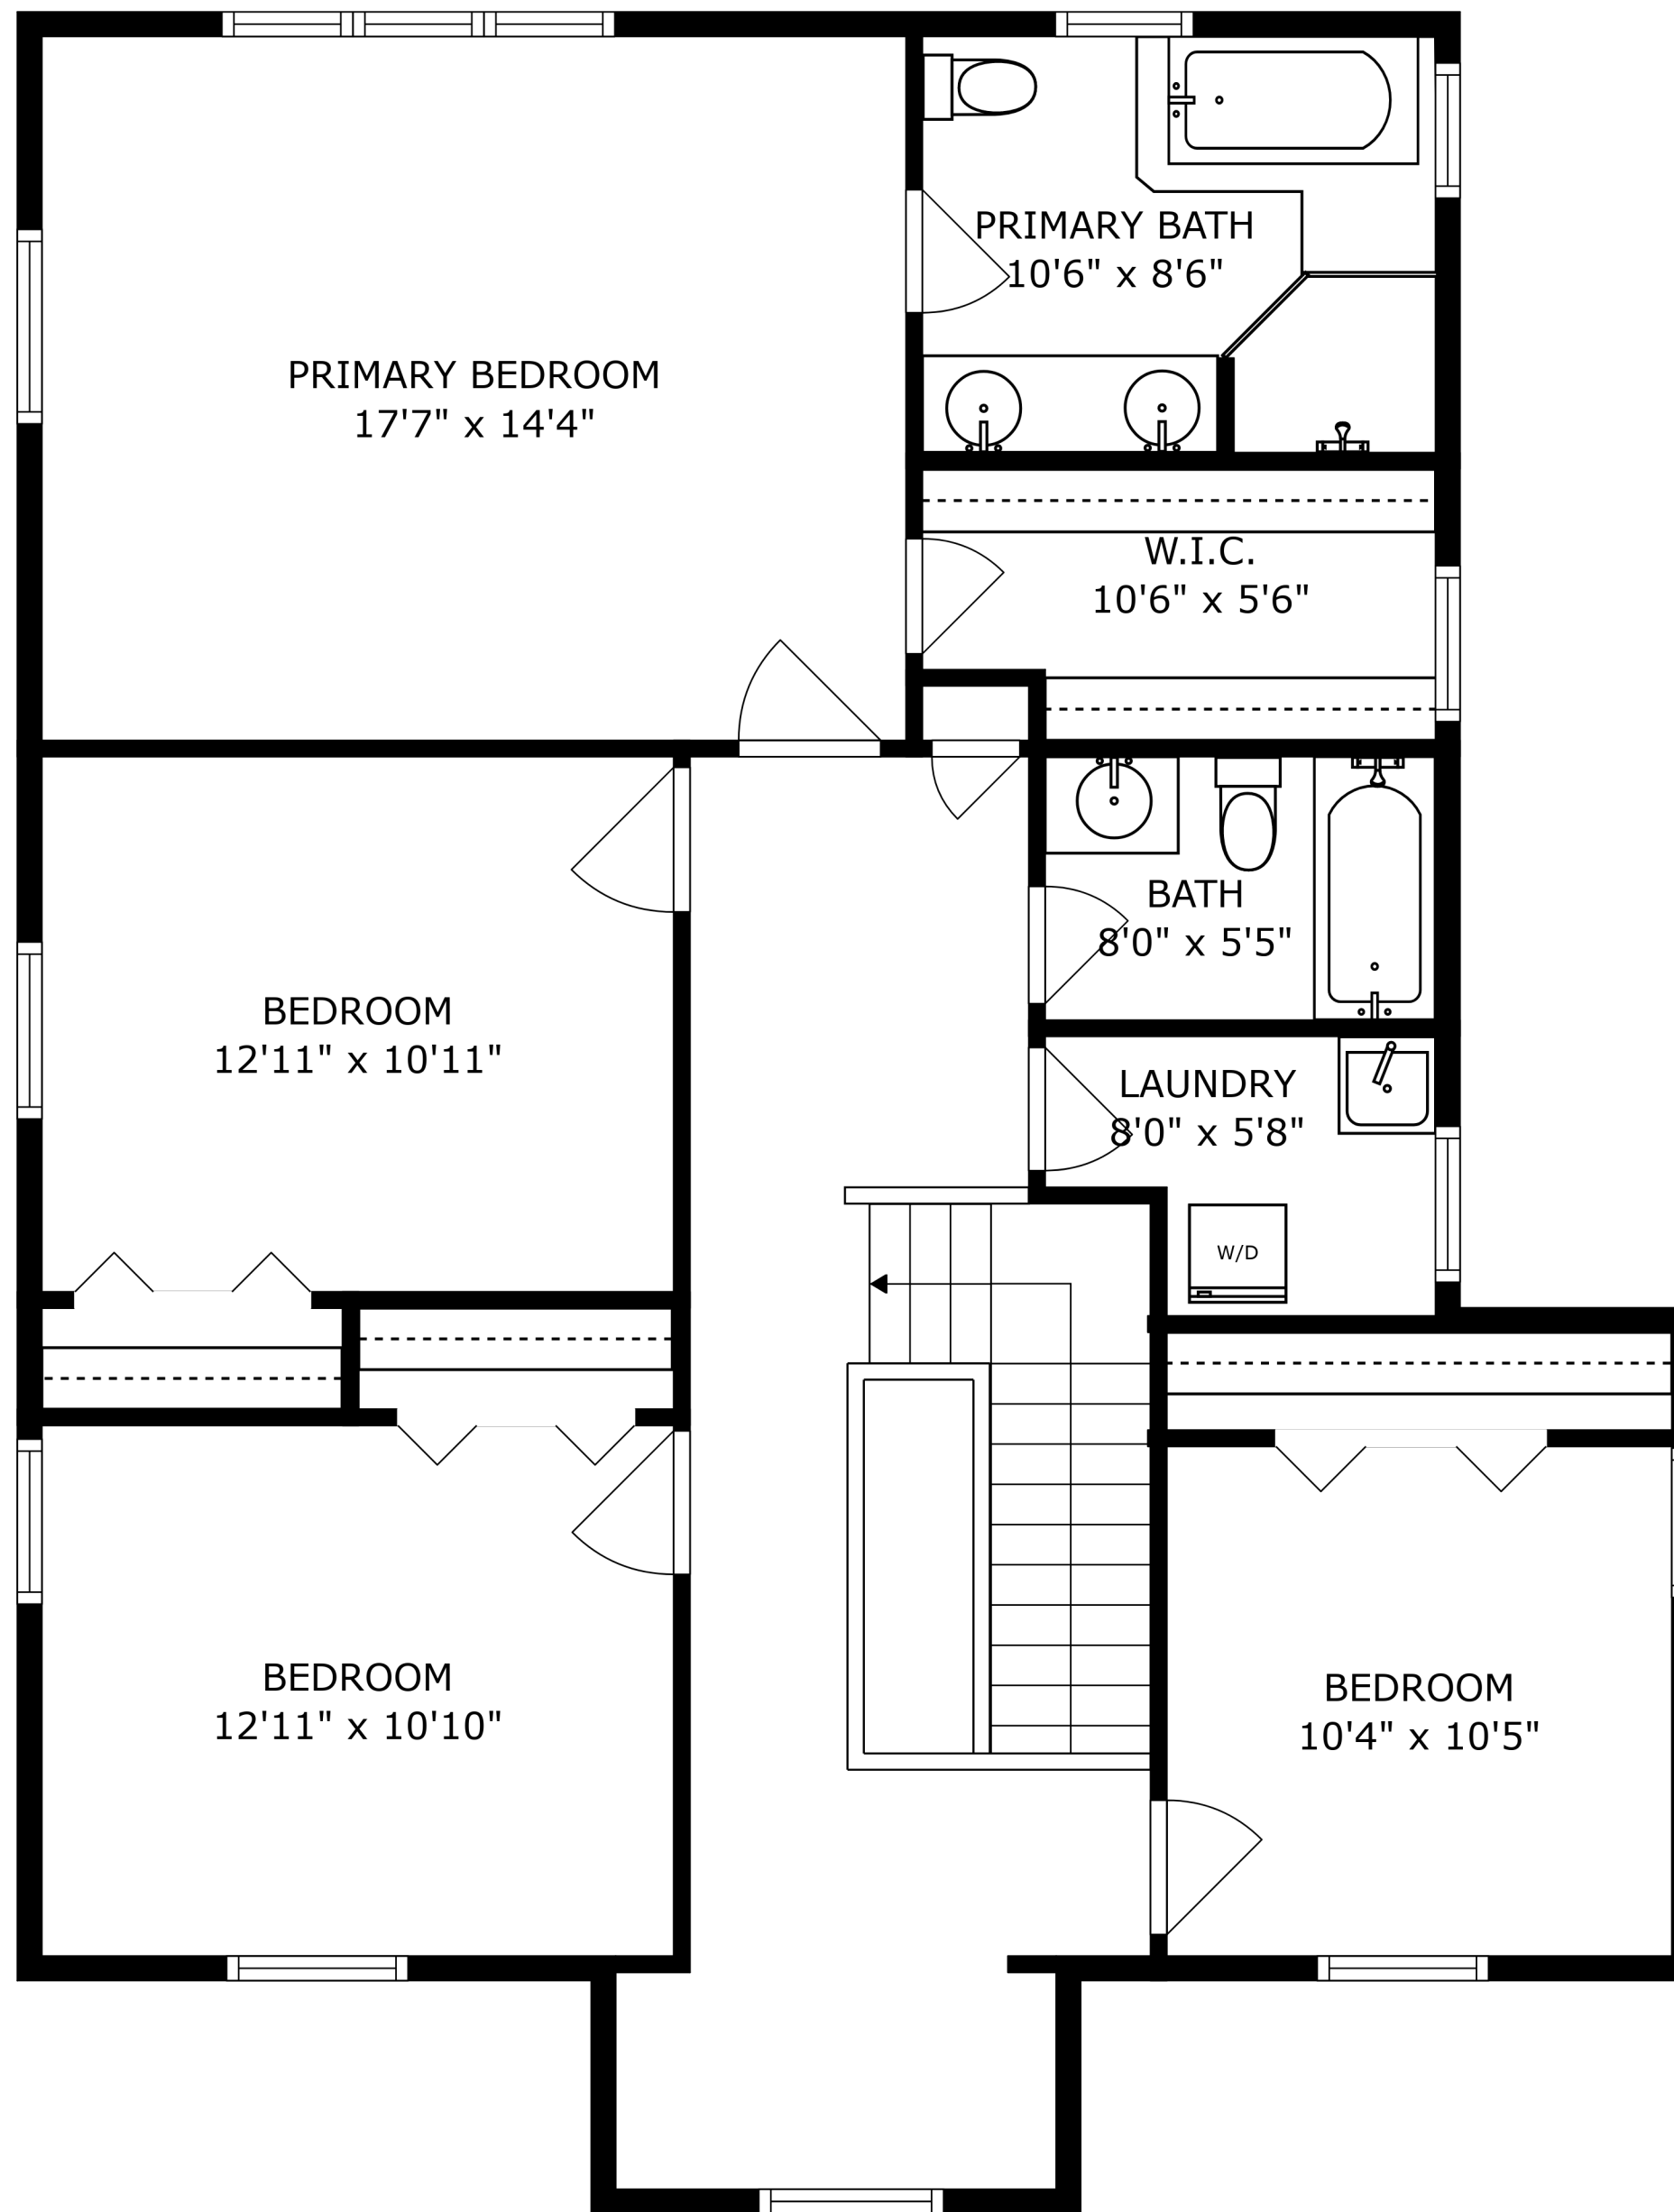 PRIMARY BATH
10'6" x 8'6"
PRIMARY BEDROOM
17'7" x 14'4"
W.I.C.
10'6" x 5'6"
BATH
8'0" x 5'5"
BEDROOM
12'11" x 10'11"
LAUNDRY
8'0" x 5'8"
W/D
BEDROOM
12'11" x 10'10"
BEDROOM
10'4" x 10'5"